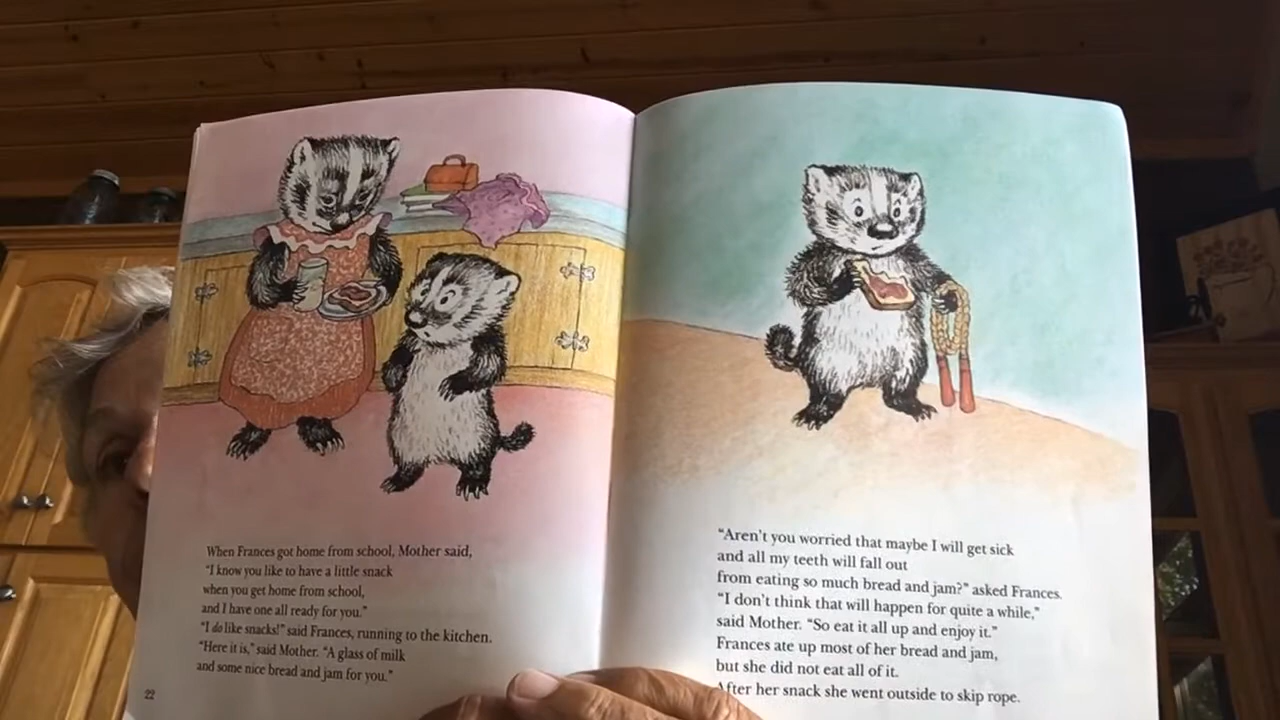 When Frances got home from school, Mother said,
"I know you like to have a little snack
when you get home from school,
and I have one all ready for you."
"I do like snacks!" said Frances, running to the kitchen.
"Here it is," said Mother. "A glass of milk
and some nice bread and jam for you."
22
"Aren't you worried that maybe I will get sick
and all my teeth will fall out
from eating so much bread and jam?" asked Frances.
"I don't think that will happen for quite a while,"
said Mother. "So eat it all up and enjoy it."
Frances ate up most of her bread and jam,
but she did not eat all of it.
After her snack she went outside to skip rope.